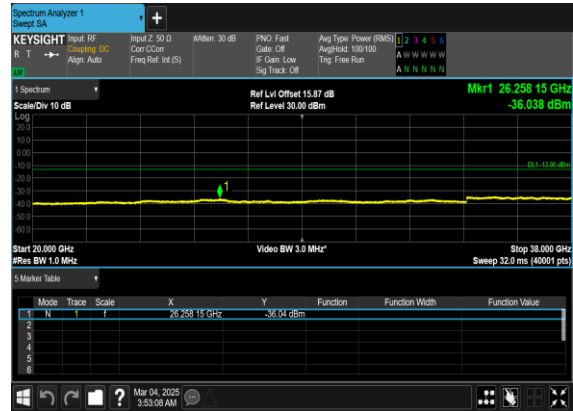 Spectrum Analyzer 1
Swept SA
+
KEYSIGHT Input: RF Input Z: 50 Ω #Atten: 30 dB PNO: Fast Avg Type: Power (RMS) 1 2 3 4 5 6
R T Coupling: DC Corr CCorr Gate: Off Avg|Hold: 100/100 A W W W W W
Align: Auto Freq Ref: Int (S) IF Gain: Low Trig: Free Run
LXI Sig Track: Off A N N N N N
1 Spectrum Ref Lvl Offset 15.87 dB Mkr1 26.258 15 GHz
Scale/Div 10 dB Ref Level 30.00 dBm -36.038 dBm
Log
20.0
10.0
0.00
-10.0 DL1 -13.00 dBm
-20.0
-30.0 1
-40.0
-50.0
-60.0
Start 20.000 GHz Video BW 3.0 MHz* Stop 38.000 GHz
#Res BW 1.0 MHz Sweep 32.0 ms (40001 pts)
5 Marker Table
Mode Trace Scale X Y Function Function Width Function Value
1 N 1 f 26.258 15 GHz -36.04 dBm
2
3
4
5
6
? Mar 04, 2025
3:53:08 AM